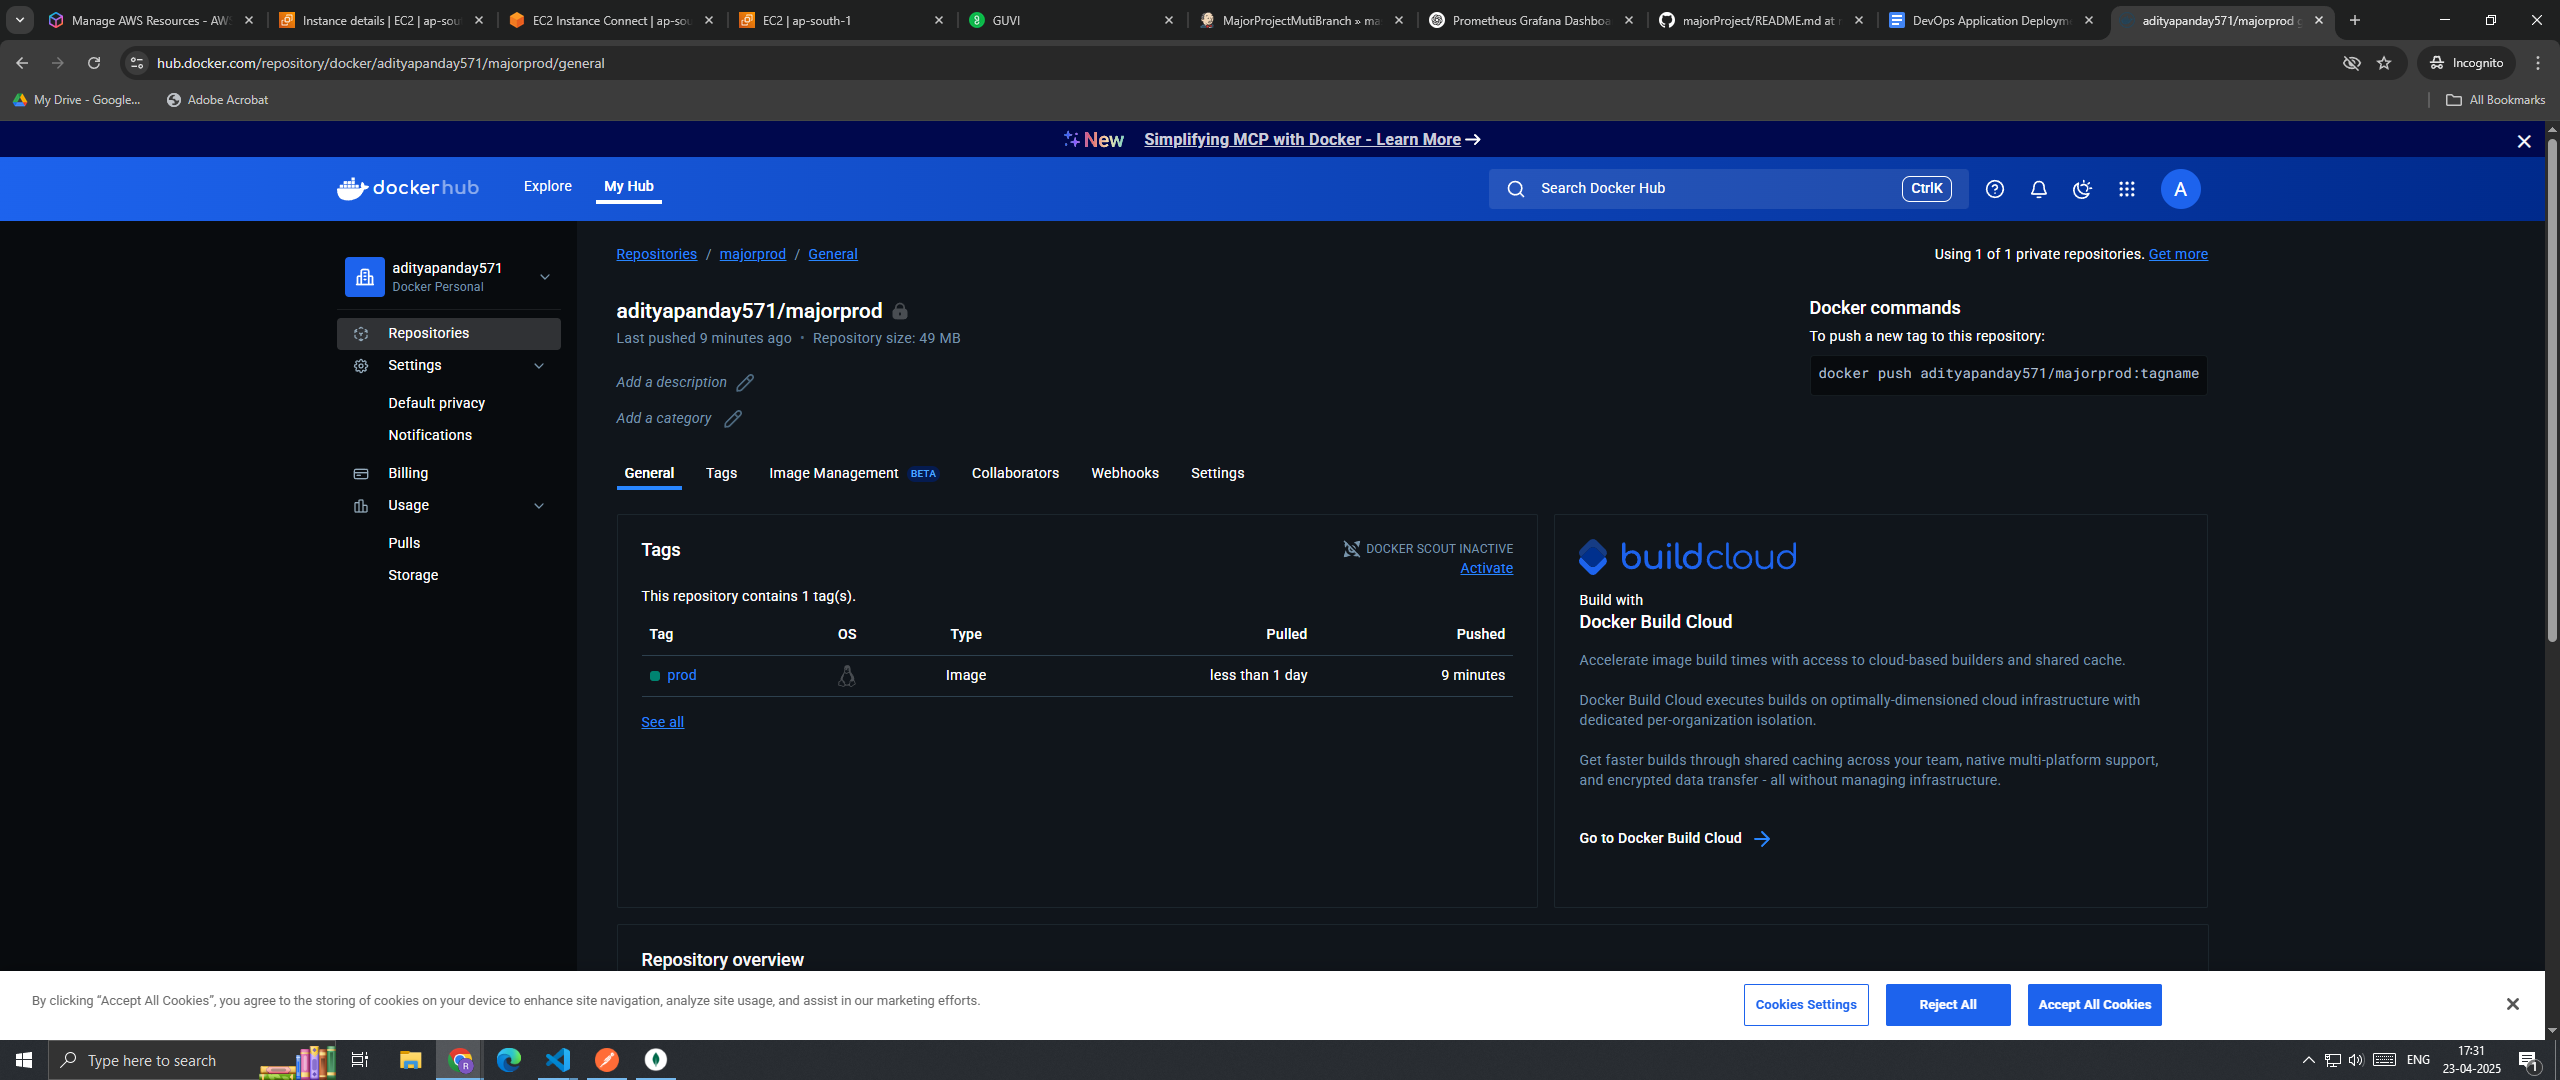 Manage AWS Resources - AWS
Instance details | EC2 | ap-sou
EC2 Instance Connect | ap-sou
EC2 | ap-south-1
GUVI
MajorProjectMutiBranch » ma
Prometheus Grafana Dashboa
majorProject/README.md at
DevOps Application Deploym
adityapanday571/majorprod
hub.docker.com/repository/docker/adityapanday571/majorprod/general
Incognito
My Drive - Google...
Adobe Acrobat
All Bookmarks
New
Simplifying MCP with Docker - Learn More
dockerhub
Explore
My Hub
Search Docker Hub
CtrlK
A
adityapanday571
Docker Personal
Repositories
Settings
Default privacy
Notifications
Billing
Usage
Pulls
Storage
Repositories / majorprod / General
Using 1 of 1 private repositories. Get more
adityapanday571/majorprod
Last pushed 9 minutes ago • Repository size: 49 MB
Add a description
Add a category
Docker commands
To push a new tag to this repository:
docker push adityapanday571/majorprod:tagname
General
Tags
Image Management BETA
Collaborators
Webhooks
Settings
Tags
DOCKER SCOUT INACTIVE
Activate
This repository contains 1 tag(s).
Tag OS Type Pulled Pushed
prod Image less than 1 day 9 minutes
See all
buildcloud
Build with
Docker Build Cloud
Accelerate image build times with access to cloud-based builders and shared cache.
Docker Build Cloud executes builds on optimally-dimensioned cloud infrastructure with
dedicated per-organization isolation.
Get faster builds through shared caching across your team, native multi-platform support,
and encrypted data transfer - all without managing infrastructure.
Go to Docker Build Cloud
Repository overview
By clicking “Accept All Cookies”, you agree to the storing of cookies on your device to enhance site navigation, analyze site usage, and assist in our marketing efforts.
Cookies Settings
Reject All
Accept All Cookies
Type here to search
R
ENG
17:31
23-04-2025
1